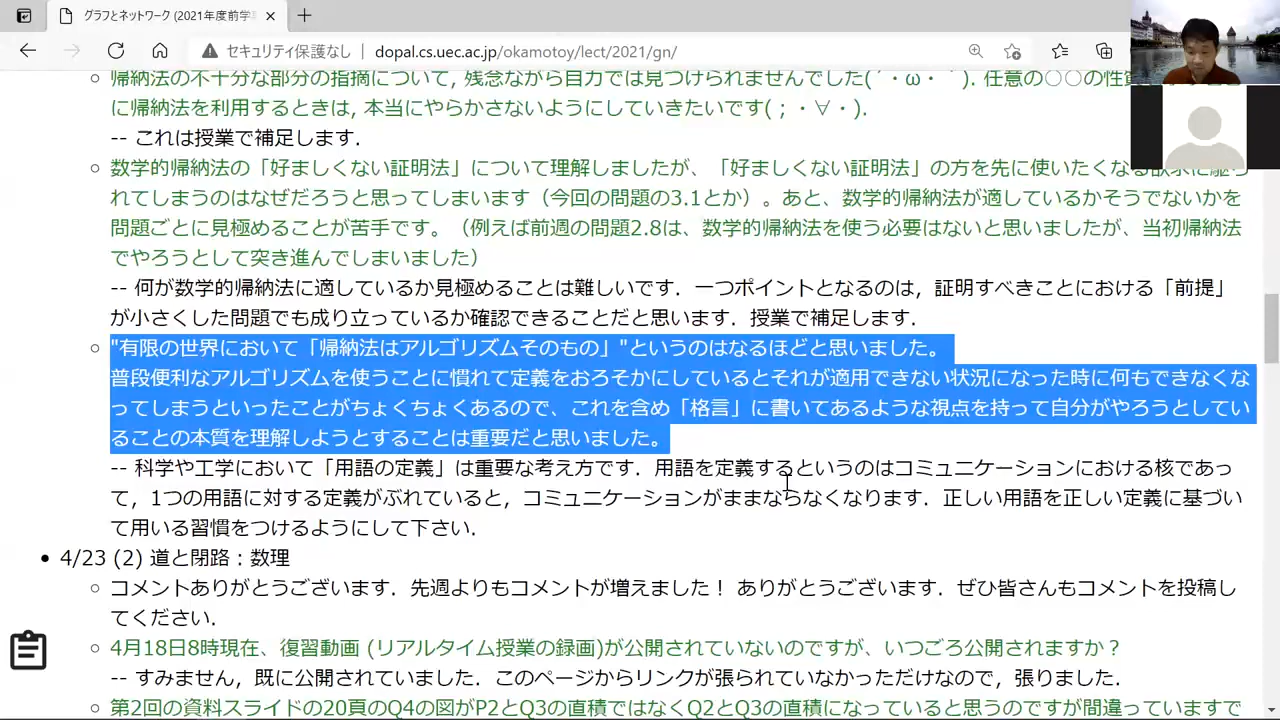 グラフとネットワーク (2021年度前学
セキュリティ保護なし | dopal.cs.uec.ac.jp/okamotoy/lect/2021/gn/
帰納法の不十分な部分の指摘について, 残念ながら自力では見つけられませんでした(´・ω・｀). 任意の○○の性質
に帰納法を利用するときは, 本当にやらかさないようにしていきたいです(；・∀・).
-- これは授業で補足します.
数学的帰納法の「好ましくない証明法」について理解しましたが、「好ましくない証明法」の方を先に使いたくなる欲求に駆ら
れてしまうのはなぜだろうと思ってしまいます（今回の問題の3.1とか）。あと、数学的帰納法が適しているかそうでないかを
問題ごとに見極めることが苦手です。（例えば前週の問題2.8は、数学的帰納法を使う必要はないと思いましたが、当初帰納法
でやろうとして突き進んでしまいました）
-- 何が数学的帰納法に適しているか見極めることは難しいです．一つポイントとなるのは，証明すべきことにおける「前提」
が小さくした問題でも成り立っているか確認できることだと思います．授業で補足します．
"有限の世界において「帰納法はアルゴリズムそのもの」"というのはなるほどと思いました。
普段便利なアルゴリズムを使うことに慣れて定義をおろそかにしているとそれが適用できない状況になった時に何もできなくな
ってしまうといったことがちょくちょくあるので、これを含め「格言」に書いてあるような視点を持って自分がやろうとしてい
ることの本質を理解しようとすることは重要だと思いました。
-- 科学や工学において「用語の定義」は重要な考え方です．用語を定義するというのはコミュニケーションにおける核であっ
て，1つの用語に対する定義がぶれていると，コミュニケーションがままならなくなります．正しい用語を正しい定義に基づい
て用いる習慣をつけるようにして下さい.
4/23 (2) 道と閉路：数理
コメントありがとうございます．先週よりもコメントが増えました！ ありがとうございます．ぜひ皆さんもコメントを投稿し
てください．
4月18日8時現在、復習動画 (リアルタイム授業の録画)が公開されていないのですが、いつごろ公開されますか？
-- すみません，既に公開されていました．このページからリンクが張られていなかっただけなので，張りました．
第2回の資料スライドの20頁のQ4の図がP2とQ3の直積ではなくQ2とQ3の直積になっていると思うのですが間違っていますで